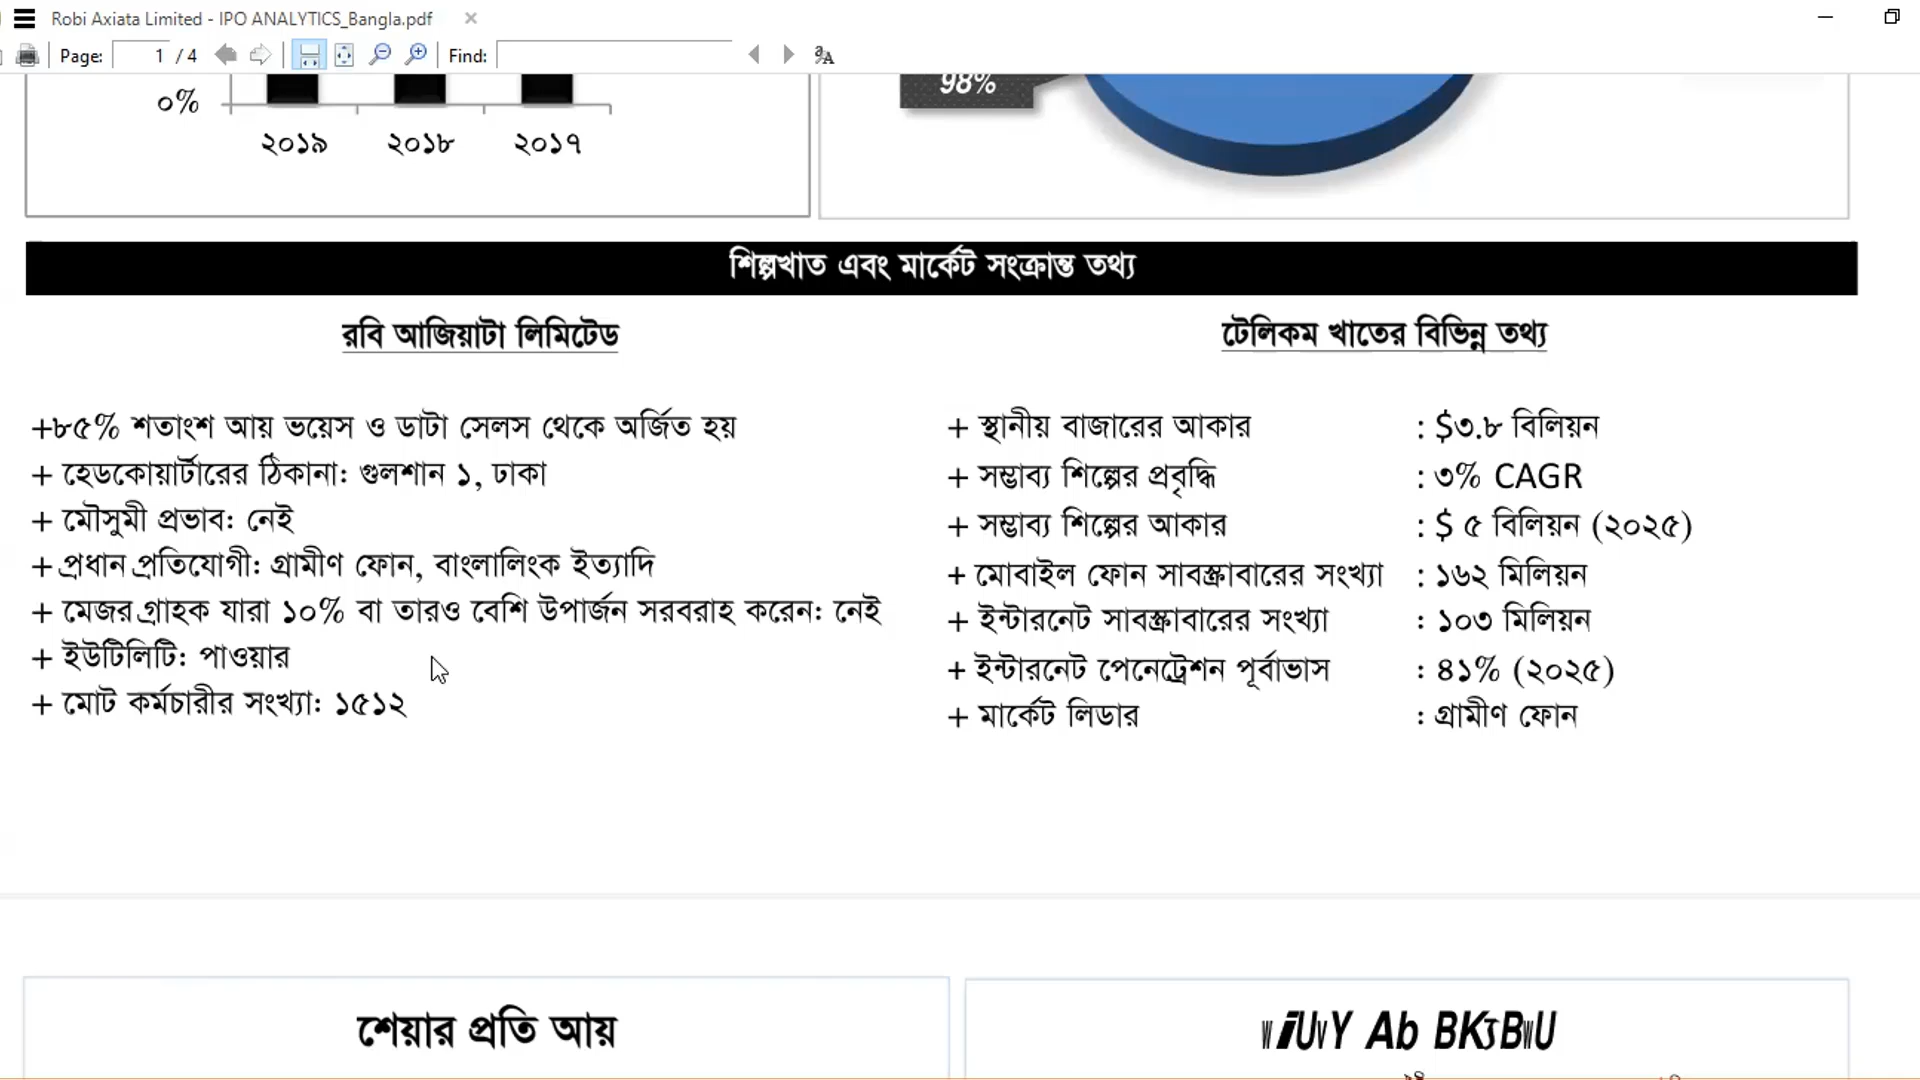 Robi Axiata Limited - IPO ANALYTICS_Bangla.pdf
Page: 1 / 4 Find:
০%
২০১৯ ২০১৮ ২০১৭
98%
শিল্পখাত এবং মার্কেট সংক্রান্ত তথ্য
রবি আজিয়াটা লিমিটেড
+৮৫% শতাংশ আয় ভয়েস ও ডাটা সেলস থেকে অর্জিত হয়
+ হেডকোয়ার্টারের ঠিকানা: গুলশান ১, ঢাকা
+ মৌসুমী প্রভাব: নেই
+ প্রধান প্রতিযোগী: গ্রামীণ ফোন, বাংলালিংক ইত্যাদি
+ মেজর গ্রাহক যারা ১০% বা তারও বেশি উপার্জন সরবরাহ করেন: নেই
+ ইউটিলিটি: পাওয়ার
+ মোট কর্মচারীর সংখ্যা: ১৫১২
টেলিকম খাতের বিভিন্ন তথ্য
+ স্থানীয় বাজারের আকার : $৩.৮ বিলিয়ন
+ সম্ভাব্য শিল্পের প্রবৃদ্ধি : ৩% CAGR
+ সম্ভাব্য শিল্পের আকার : $ ৫ বিলিয়ন (২০২৫)
+ মোবাইল ফোন সাবস্ক্রাবারের সংখ্যা : ১৬২ মিলিয়ন
+ ইন্টারনেট সাবস্ক্রাবারের সংখ্যা : ১০৩ মিলিয়ন
+ ইন্টারনেট পেনেট্রেশন পূর্বাভাস : ৪১% (২০২৫)
+ মার্কেট লিডার : গ্রামীণ ফোন
শেয়ার প্রতি আয়